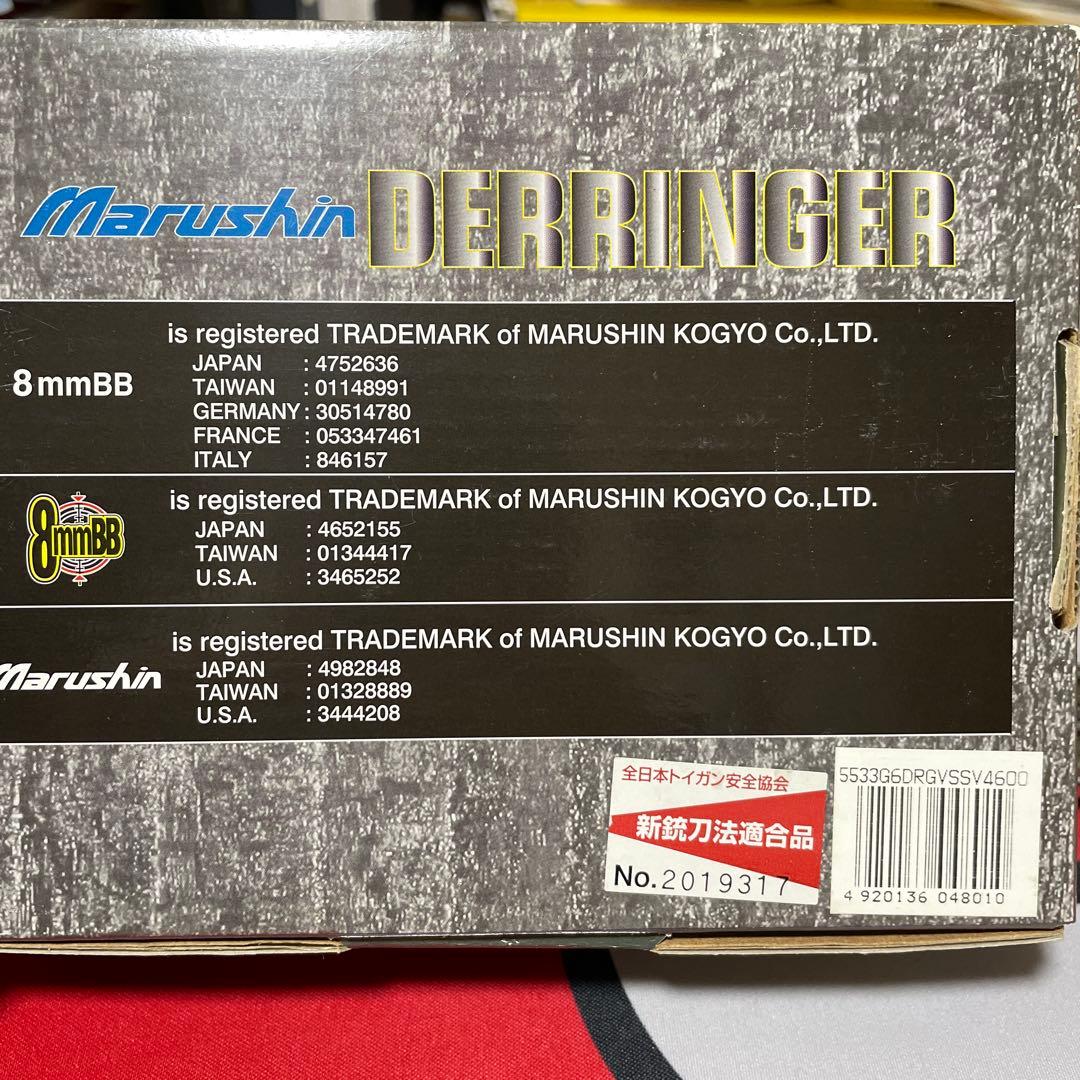 Marushin DERRINGER
8mmBB
is registered TRADEMARK of MARUSHIN KOGYO Co.,LTD.
JAPAN : 4752636
TAIWAN : 01148991
GERMANY : 30514780
FRANCE : 053347461
ITALY : 846157
8mmBB
is registered TRADEMARK of MARUSHIN KOGYO Co.,LTD.
JAPAN : 4652155
TAIWAN : 01344417
U.S.A. : 3465252
Marushin
is registered TRADEMARK of MARUSHIN KOGYO Co.,LTD.
JAPAN : 4982848
TAIWAN : 01328889
U.S.A. : 3444208
全日本トイガン安全協会
新銃刀法適合品
No.2019317
5533G6DRGVSSV4600
4 920136 048010